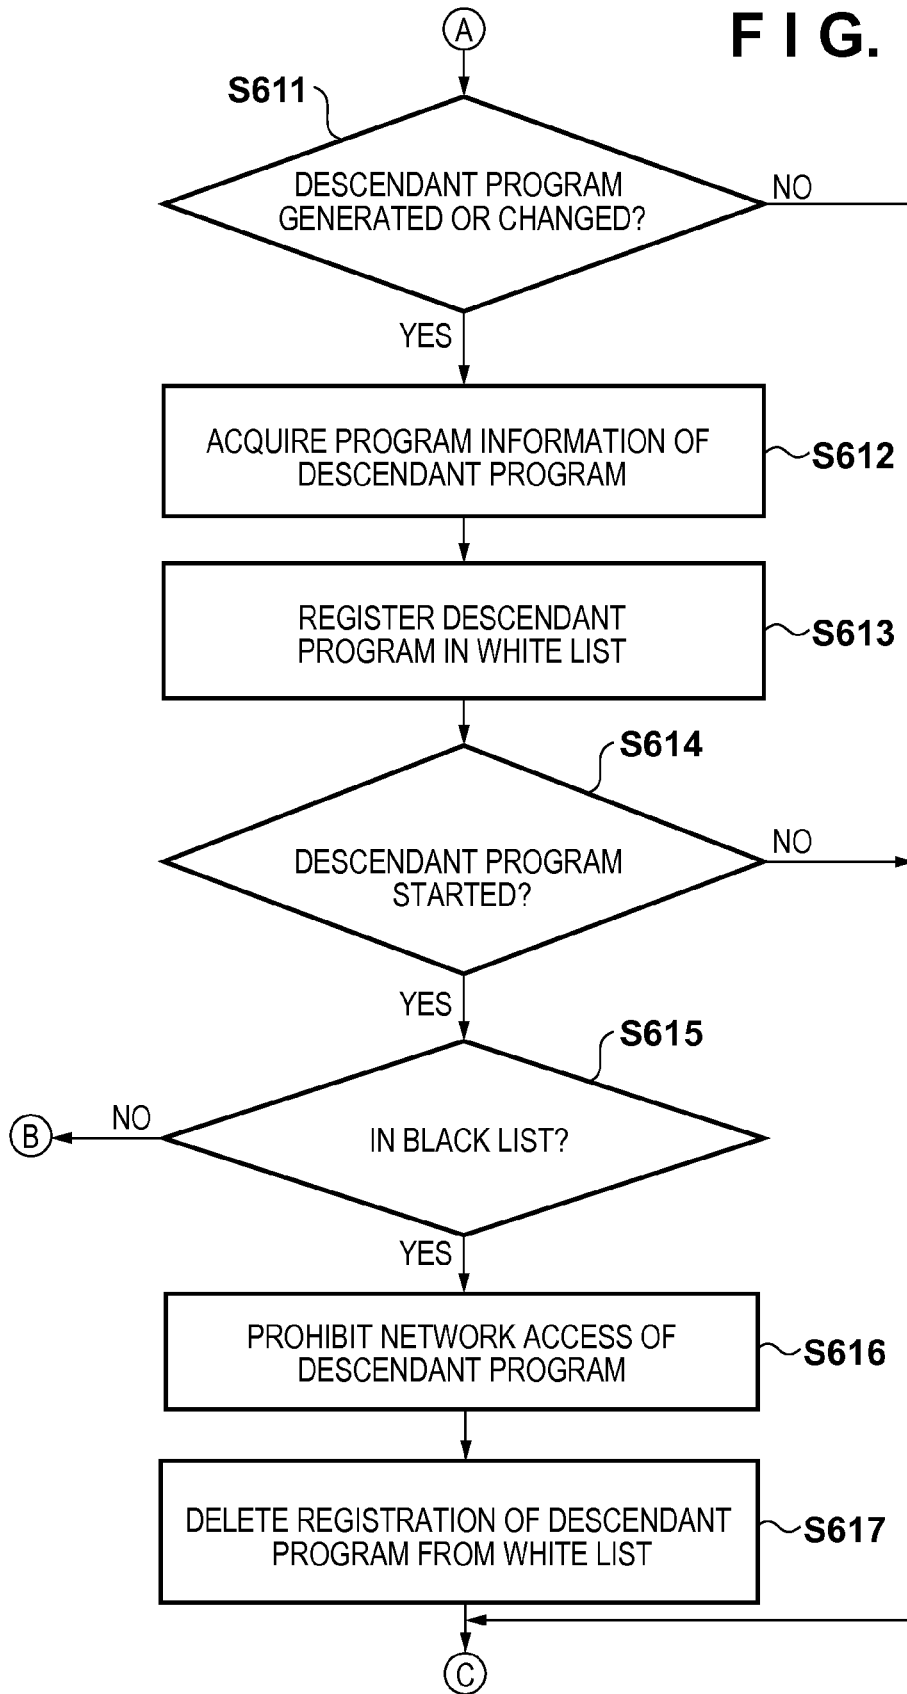 A
F I G.
S611
DESCENDANT PROGRAM
GENERATED OR CHANGED?
NO
YES
ACQUIRE PROGRAM INFORMATION OF
DESCENDANT PROGRAM
S612
REGISTER DESCENDANT
PROGRAM IN WHITE LIST
S613
S614
DESCENDANT PROGRAM
STARTED?
NO
YES
S615
B
NO
IN BLACK LIST?
YES
PROHIBIT NETWORK ACCESS OF
DESCENDANT PROGRAM
S616
DELETE REGISTRATION OF DESCENDANT
PROGRAM FROM WHITE LIST
S617
C